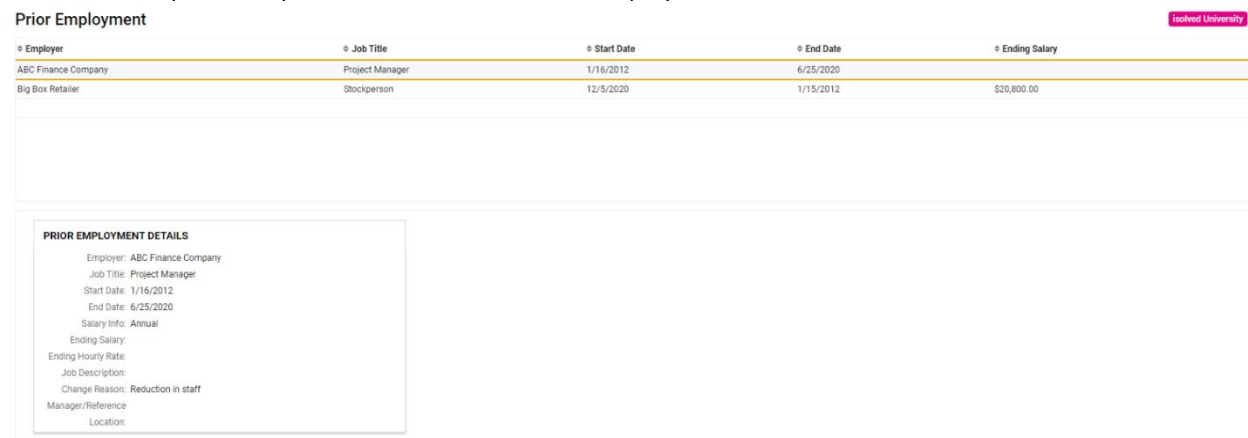 Prior Employment isolved University
Employer Job Title Start Date End Date Ending Salary
ABC Finance Company Project Manager 1/16/2012 6/25/2020
Big Box Retailer Stockperson 12/5/2020 1/15/2012 $20,800.00
PRIOR EMPLOYMENT DETAILS
Employer: ABC Finance Company
Job Title: Project Manager
Start Date: 1/16/2012
End Date: 6/25/2020
Salary Info: Annual
Ending Salary:
Ending Hourly Rate:
Job Description:
Change Reason: Reduction in staff
Manager/Reference
Location: